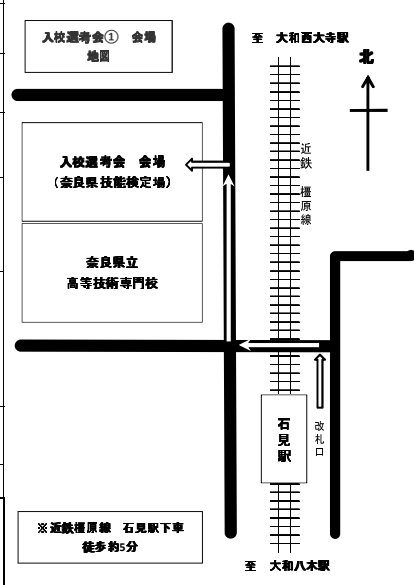 入校選考会① 会場
地図
至 大和西大寺駅
北
近鉄 橿原線
入校選考会 会場
(奈良県技能検定場)
奈良県立
高等技術専門校
石見駅
改札口
※近鉄橿原線 石見駅下車
徒歩約5分
至 大和八木駅